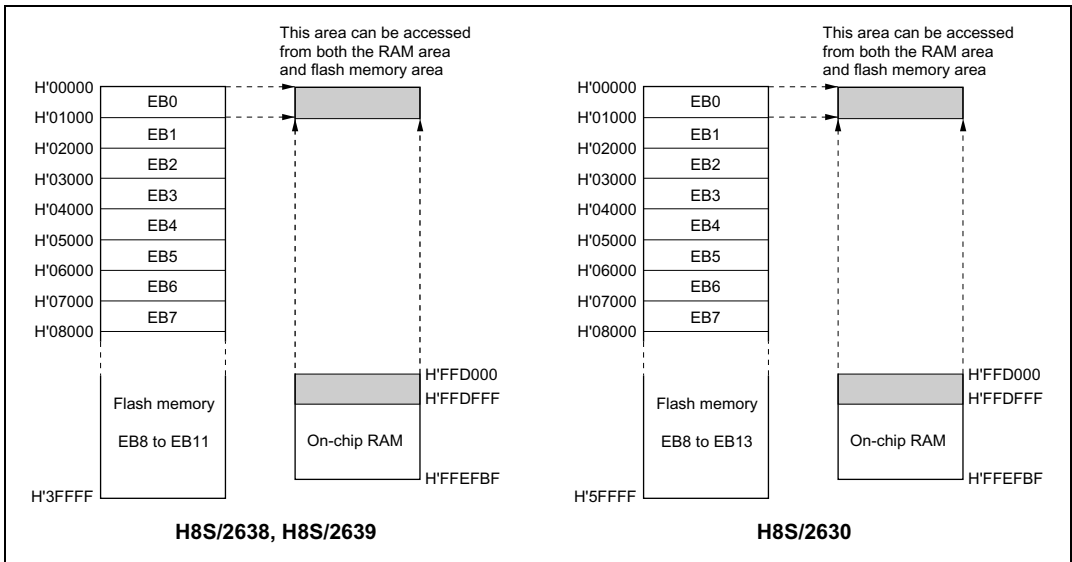 This area can be accessed
from both the RAM area
and flash memory area
H'00000
EB0
H'01000
EB1
H'02000
EB2
H'03000
EB3
H'04000
EB4
H'05000
EB5
H'06000
EB6
H'07000
EB7
H'08000
H'FFD000
H'FFDFFF
Flash memory
EB8 to EB11
On-chip RAM
H'FFEFBF
H'3FFFF
H8S/2638, H8S/2639
This area can be accessed
from both the RAM area
and flash memory area
H'00000
EB0
H'01000
EB1
H'02000
EB2
H'03000
EB3
H'04000
EB4
H'05000
EB5
H'06000
EB6
H'07000
EB7
H'08000
H'FFD000
H'FFDFFF
Flash memory
EB8 to EB13
On-chip RAM
H'FFEFBF
H'5FFFF
H8S/2630